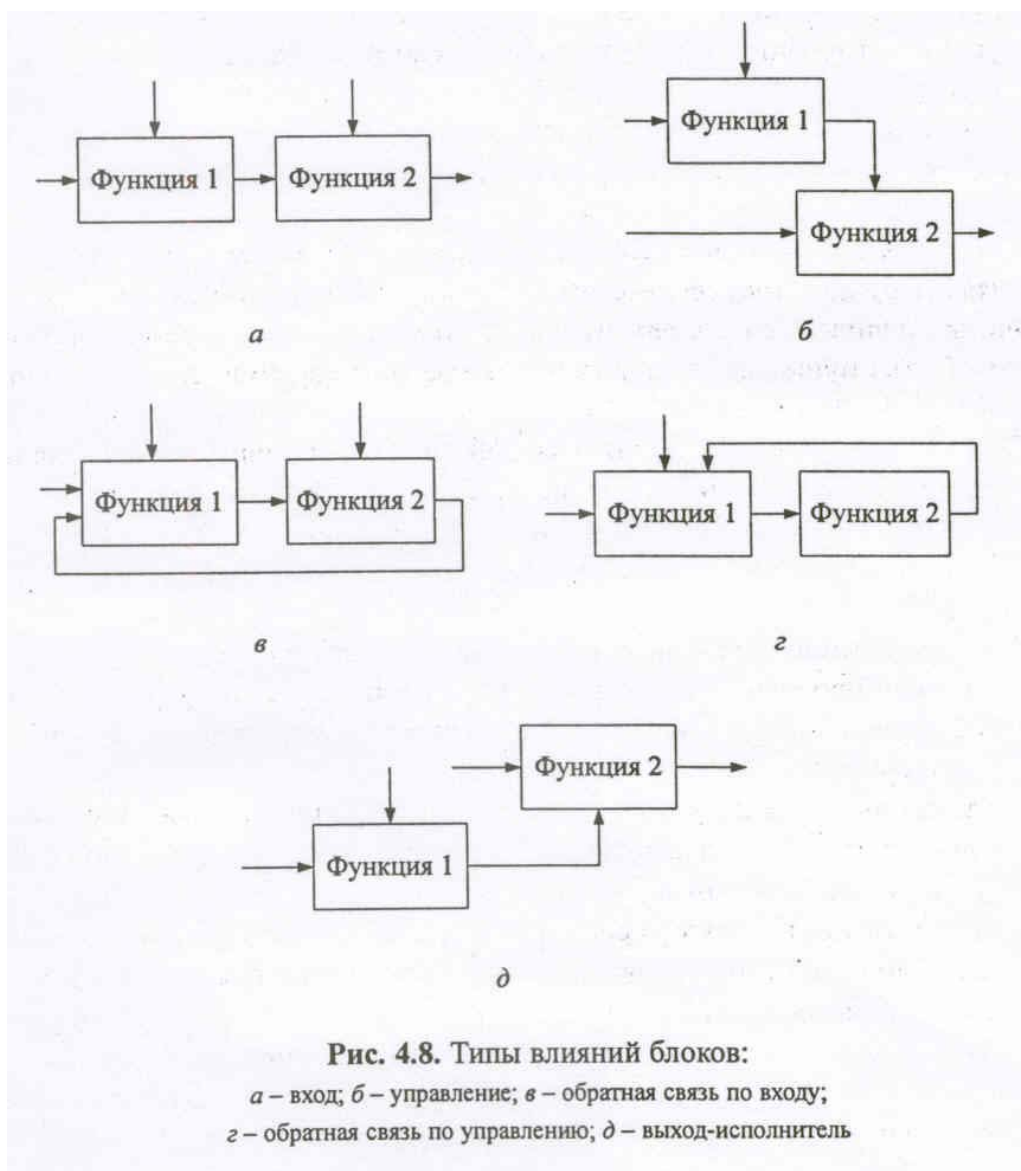 Функция 1
Функция 2
а
Функция 1
Функция 2
б
Функция 1
Функция 2
в
Функция 1
Функция 2
г
Функция 2
Функция 1
д
Рис. 4.8. Типы влияний блоков:
а – вход; б – управление; в – обратная связь по входу;
г – обратная связь по управлению; д – выход-исполнитель